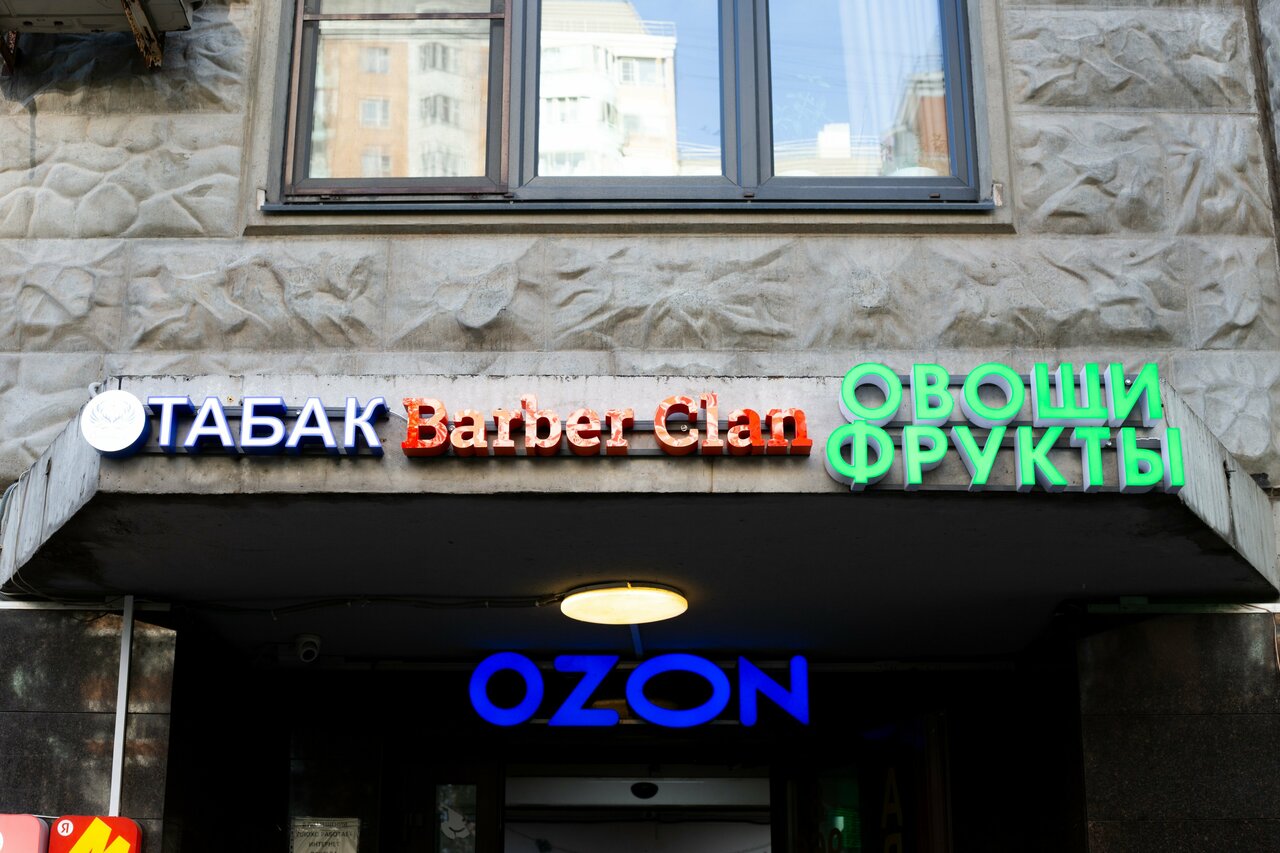 ТАБАК
Barber Clan
ОВОЩИ
ФРУКТЫ
OZON
Я